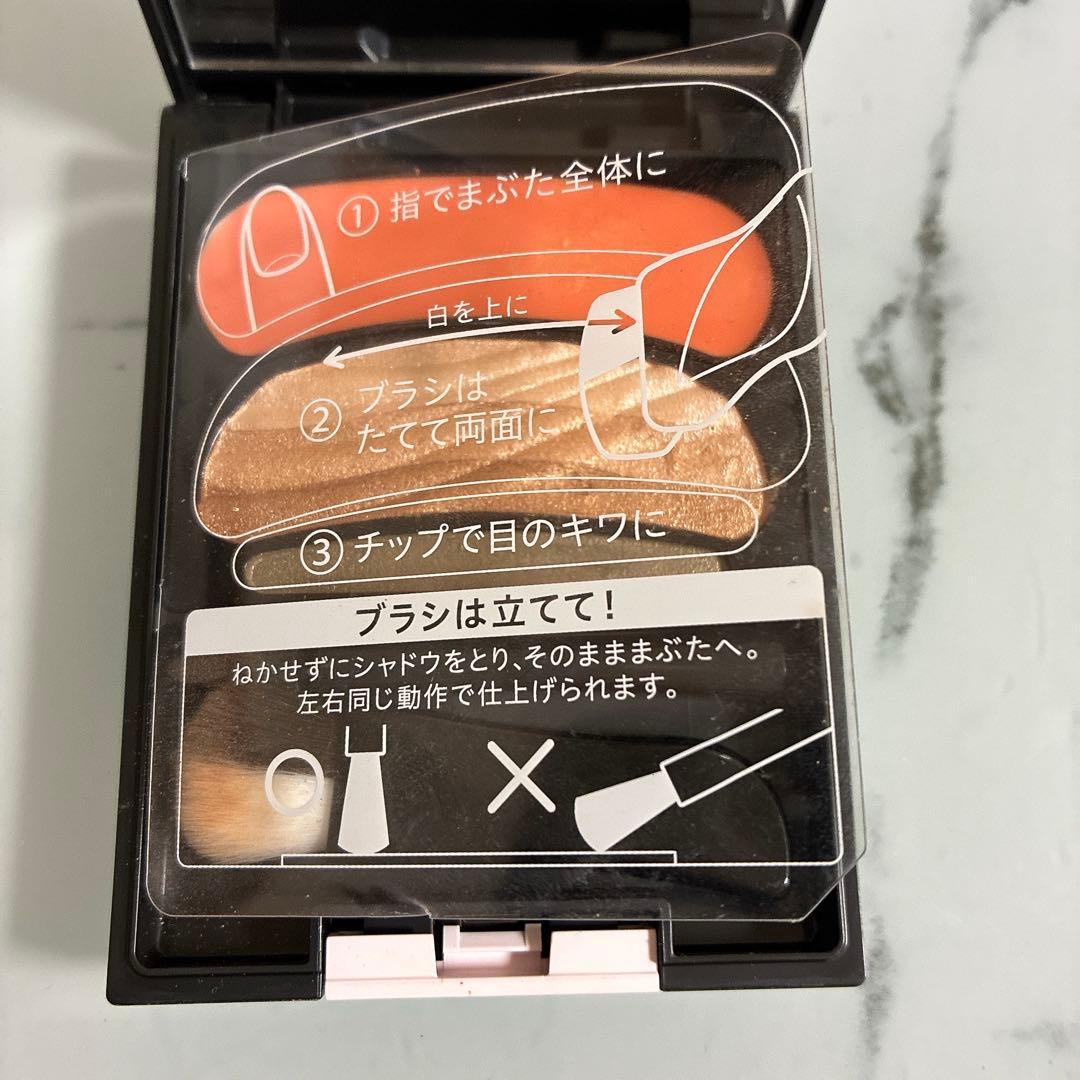 ① 指でまぶた全体に
白を上に
② ブラシは
たてて両面に
③ チップで目のキワに
ブラシは立てて!
ねかせずにシャドウをとり、そのまままぶたへ。
左右同じ動作で仕上げられます。